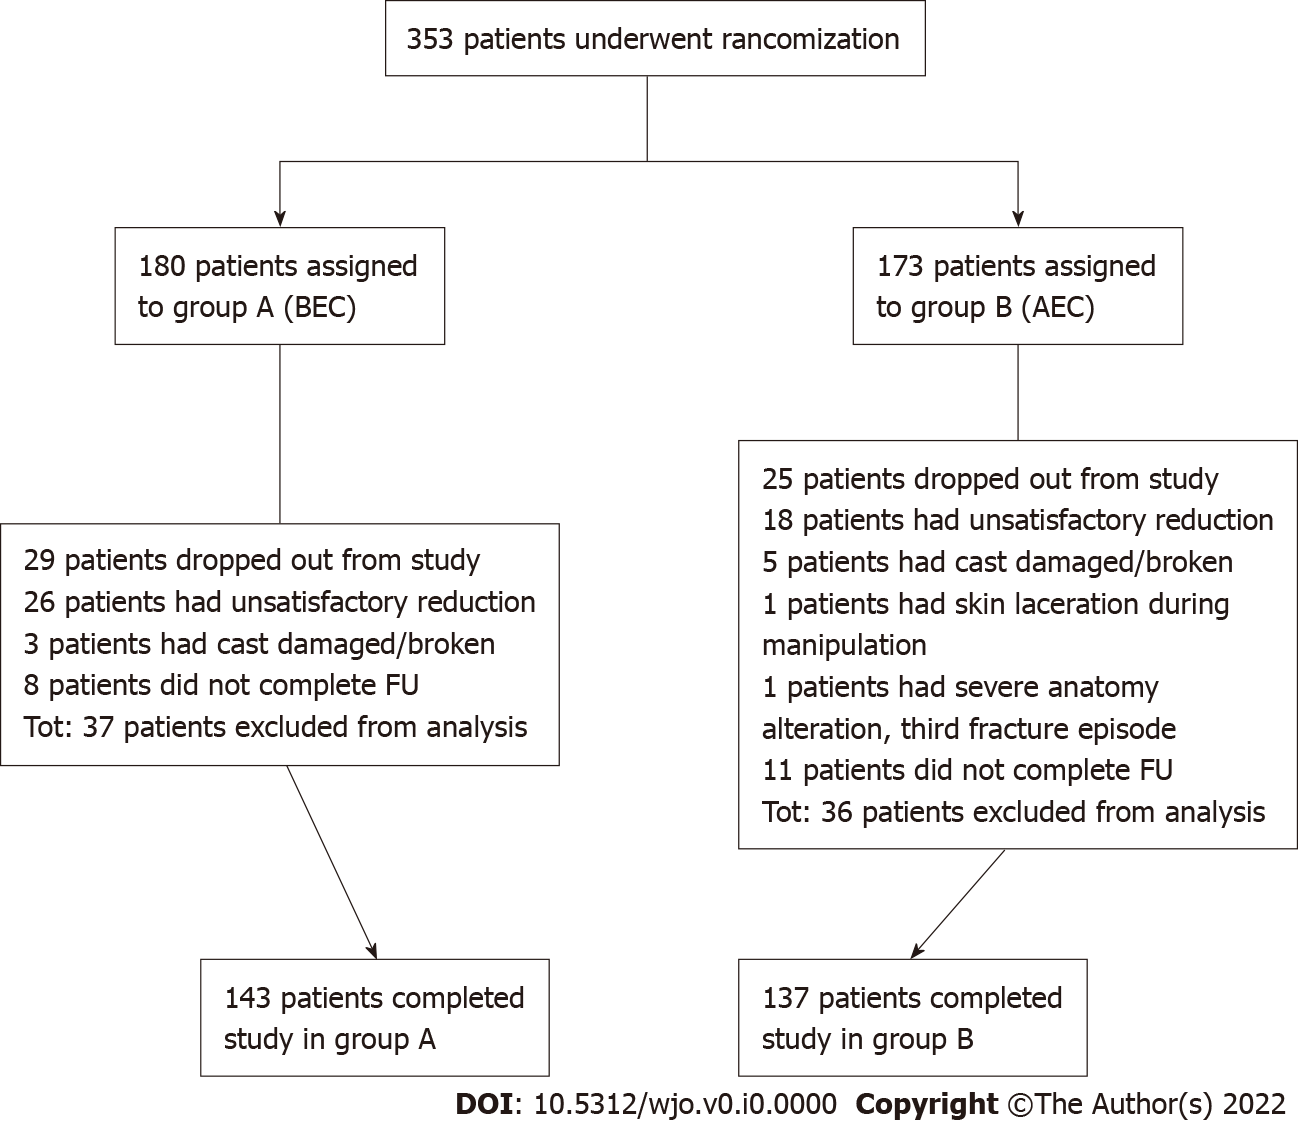 353 patients underwent rancomization
180 patients assigned
to group A (BEC)
173 patients assigned
to group B (AEC)
29 patients dropped out from study
26 patients had unsatisfactory reduction
3 patients had cast damaged/broken
8 patients did not complete FU
Tot: 37 patients excluded from analysis
25 patients dropped out from study
18 patients had unsatisfactory reduction
5 patients had cast damaged/broken
1 patients had skin laceration during
manipulation
1 patients had severe anatomy
alteration, third fracture episode
11 patients did not complete FU
Tot: 36 patients excluded from analysis
143 patients completed
study in group A
137 patients completed
study in group B
DOI: 10.5312/wjo.v0.i0.0000 Copyright ©The Author(s) 2022